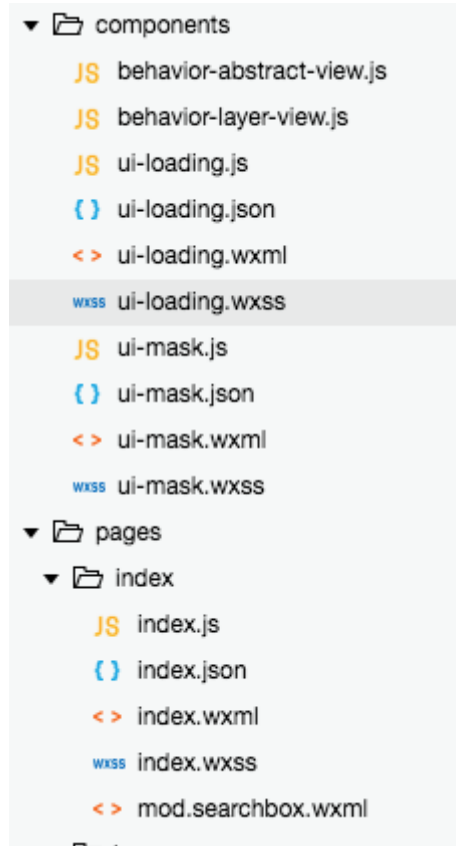 components
JS behavior-abstract-view.js
JS behavior-layer-view.js
JS ui-loading.js
{ } ui-loading.json
< > ui-loading.wxml
wxss ui-loading.wxss
JS ui-mask.js
{ } ui-mask.json
< > ui-mask.wxml
wxss ui-mask.wxss
pages
index
JS index.js
{ } index.json
< > index.wxml
wxss index.wxss
< > mod.searchbox.wxml